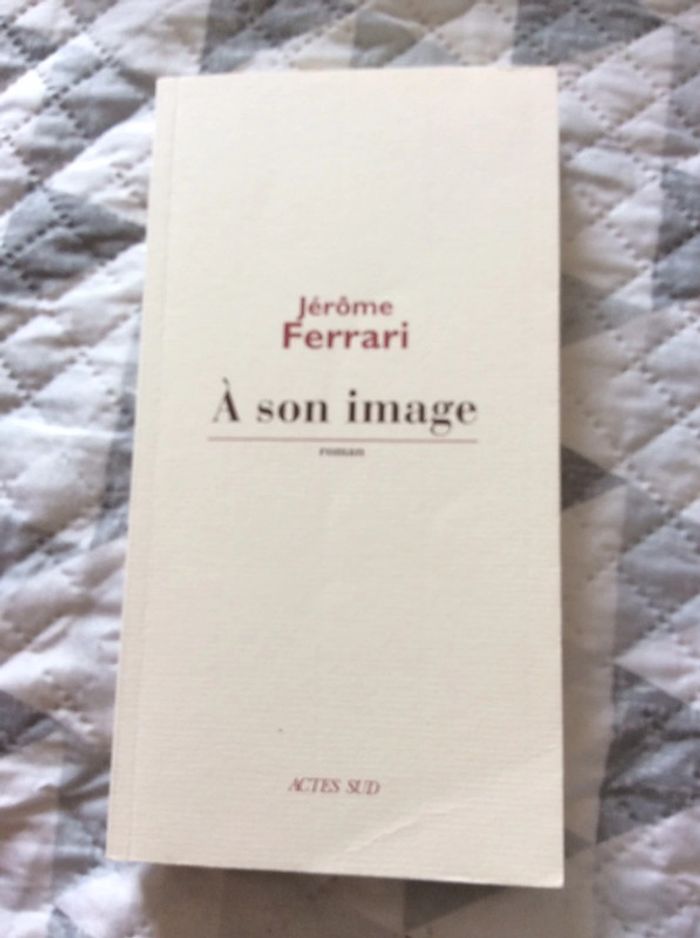 Jérôme
Ferrari
À son image
roman
ACTES SUD